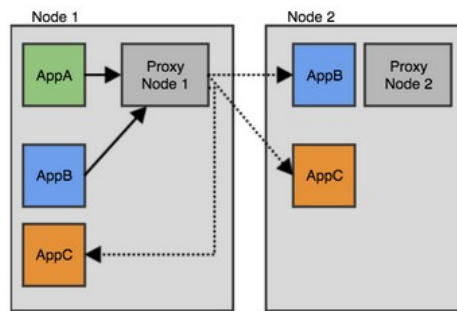 Node 1
Node 2
AppA
Proxy
Node 1
AppB
Proxy
Node 2
AppB
AppC
AppC